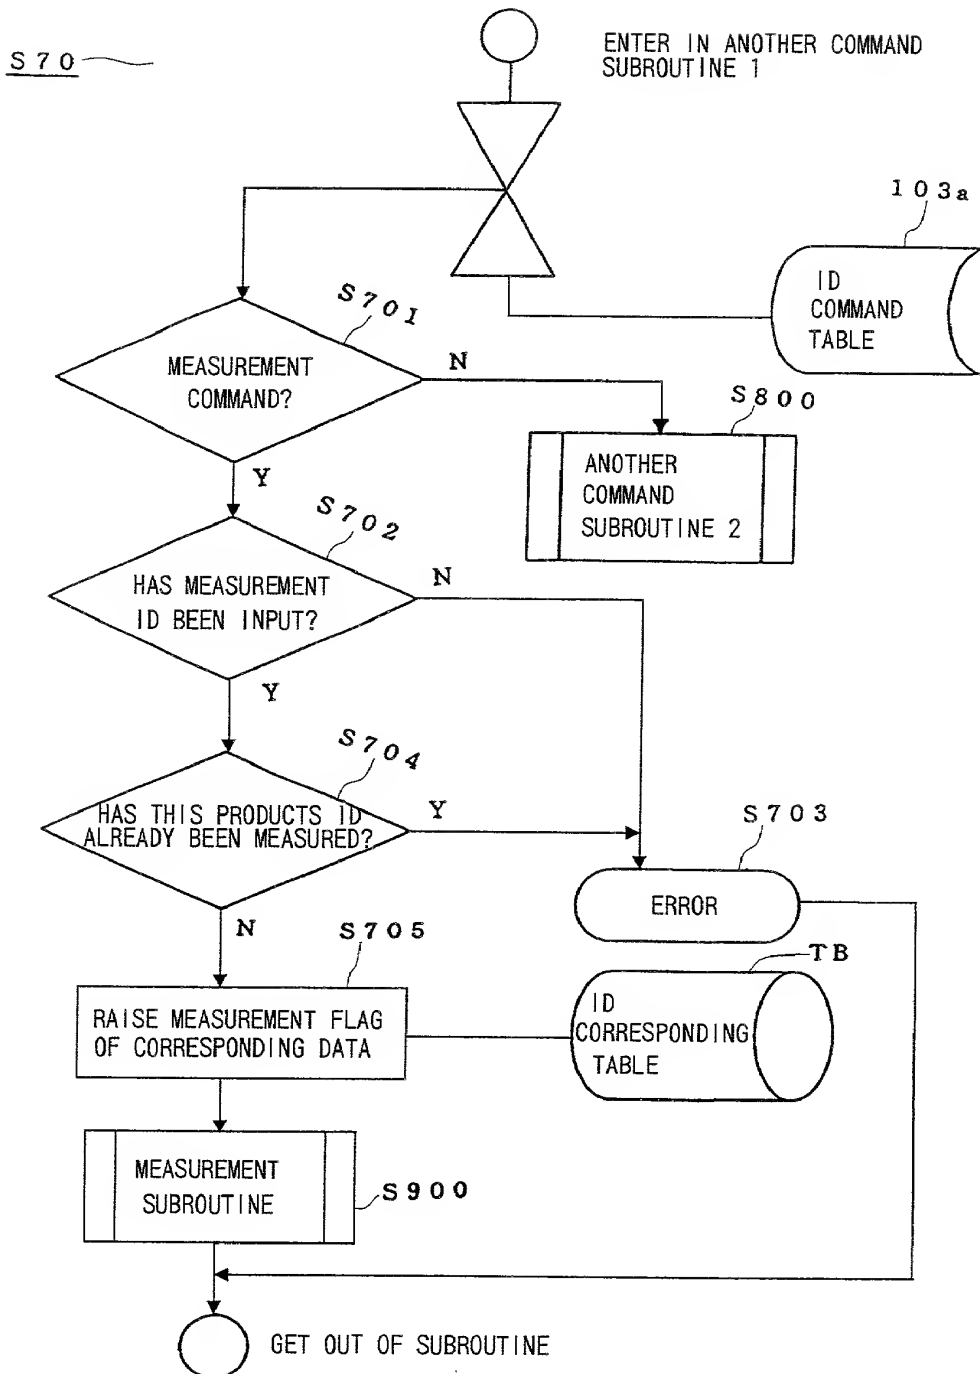 S70
ENTER IN ANOTHER COMMAND
SUBROUTINE 1
103a
ID
COMMAND
TABLE
S701
MEASUREMENT
COMMAND?
N
Y
S800
ANOTHER
COMMAND
SUBROUTINE 2
S702
HAS MEASUREMENT
ID BEEN INPUT?
N
Y
S704
HAS THIS PRODUCTS ID
ALREADY BEEN MEASURED?
Y
N
S703
ERROR
S705
RAISE MEASUREMENT FLAG
OF CORRESPONDING DATA
TB
ID
CORRESPONDING
TABLE
MEASUREMENT
SUBROUTINE
S900
GET OUT OF SUBROUTINE